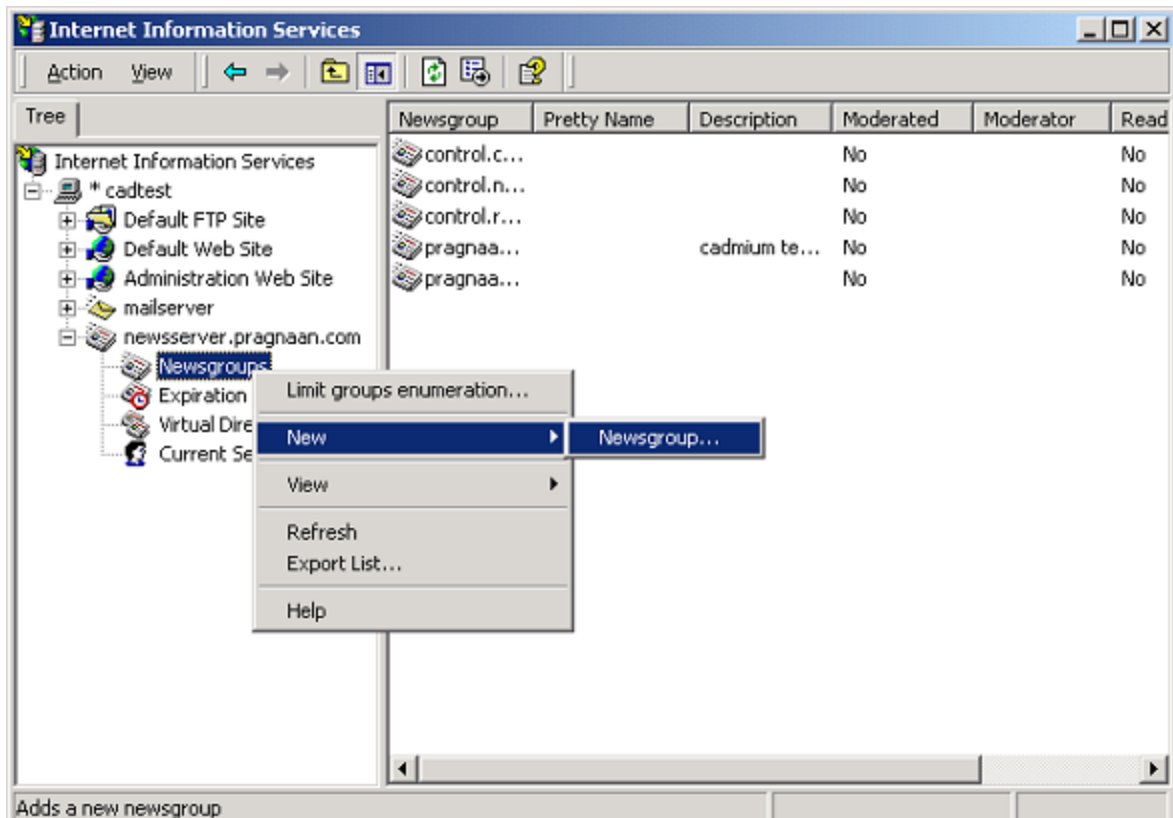 Internet Information Services
Action View
Tree
Newsgroup Pretty Name Description Moderated Moderator Read
Internet Information Services
* cadtest
Default FTP Site
Default Web Site
Administration Web Site
mailserver
newsserver.pragnaan.com
Newsgroups
Expiration
Virtual Dire
Current Se
control.c... No No
control.n... No No
control.r... No No
pragnaa... cadmium te... No No
pragnaa... No No
Limit groups enumeration...
New
Newsgroup...
View
Refresh
Export List...
Help
Adds a new newsgroup